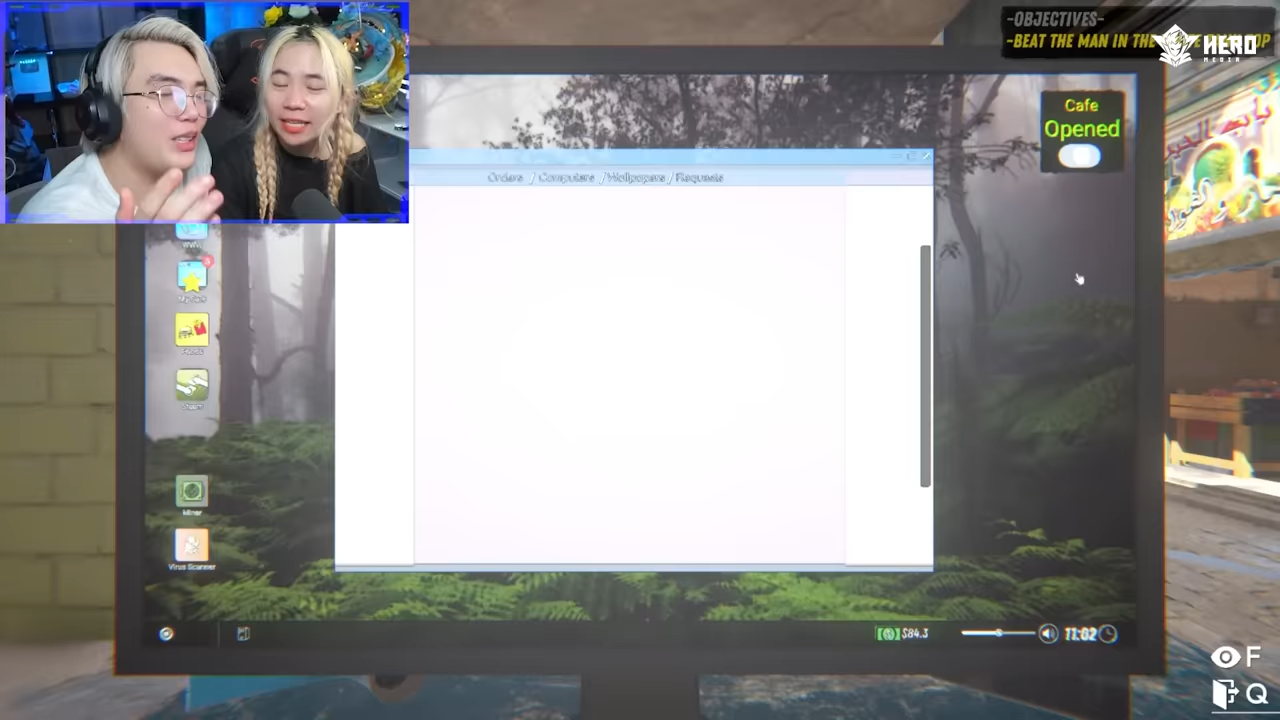 -OBJECTIVES-
-BEAT THE MAN IN THE
HERO
MEDIA
Cafe
Opened
Orders / Computers / Wallpapers / Requests
Miner
Virus Scanner
$84.3
11:02
F
Q